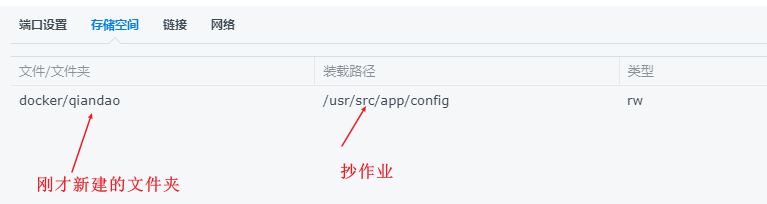 端口设置 存储空间 链接 网络
文件/文件夹 装载路径 类型
docker/qiandao /usr/src/app/config rw
刚才新建的文件夹 抄作业